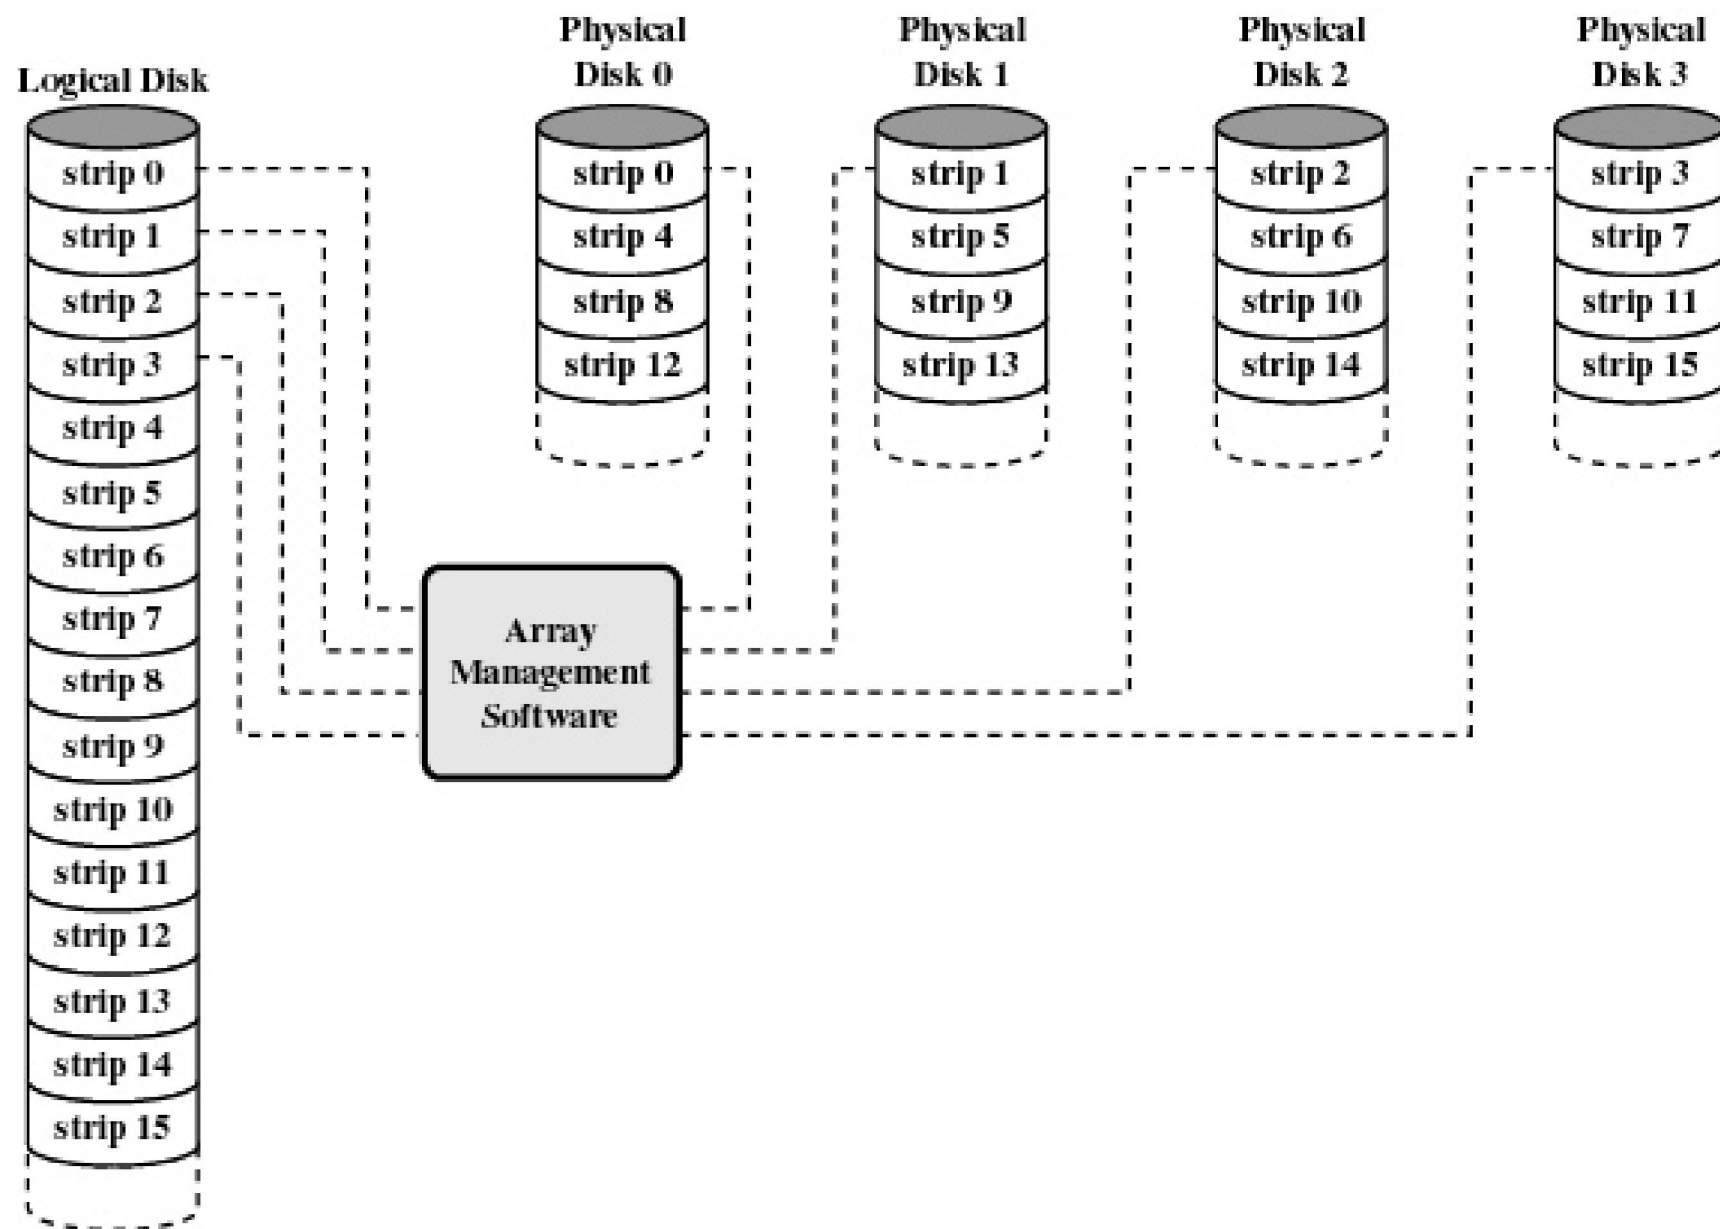 Logical Disk
strip 0
strip 1
strip 2
strip 3
strip 4
strip 5
strip 6
strip 7
strip 8
strip 9
strip 10
strip 11
strip 12
strip 13
strip 14
strip 15
Physical
Disk 0
strip 0
strip 4
strip 8
strip 12
Physical
Disk 1
strip 1
strip 5
strip 9
strip 13
Physical
Disk 2
strip 2
strip 6
strip 10
strip 14
Physical
Disk 3
strip 3
strip 7
strip 11
strip 15
Array
Management
Software